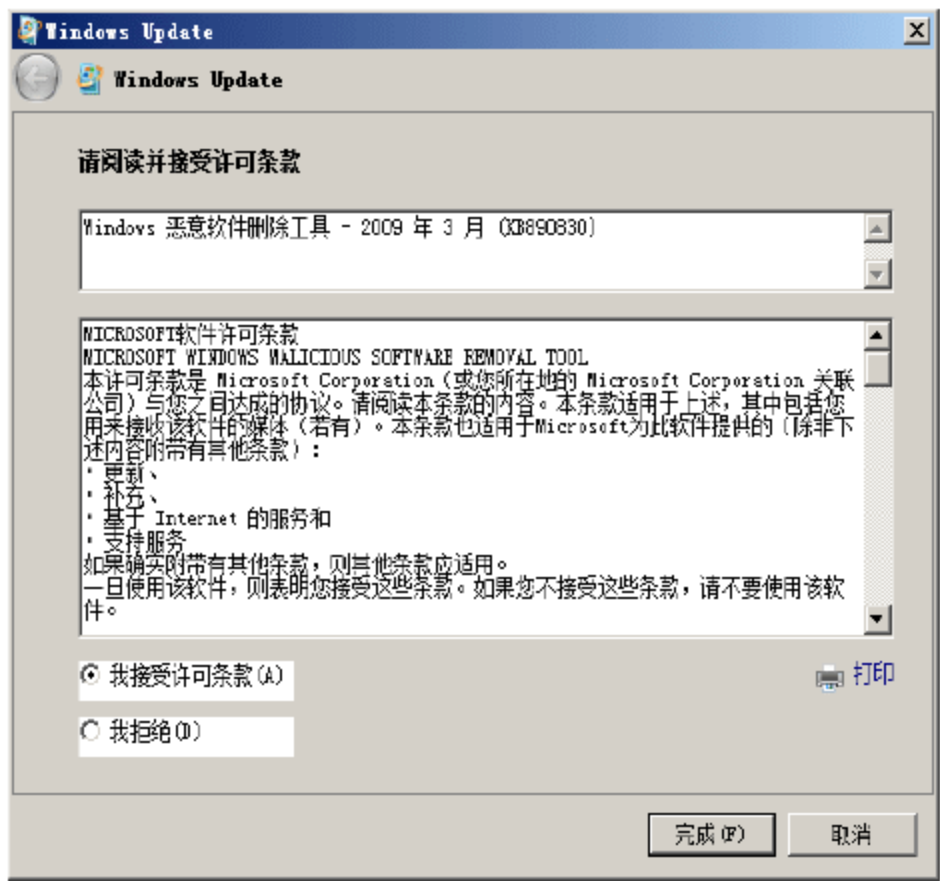 Windows Update
Windows Update
请阅读并接受许可条款
Windows 恶意软件删除工具 - 2009 年 3 月 (KB890830)
MICROSOFT软件许可条款
MICROSOFT WINDOWS MALICIOUS SOFTWARE REMOVAL TOOL
本许可条款是 Microsoft Corporation（或您所在地的 Microsoft Corporation 关联
公司）与您之间达成的协议。请阅读本条款的内容。本条款适用于上述，其中包括您
用来接收该软件的媒体（若有）。本条款也适用于Microsoft为此软件提供的（除非下
述内容附带有其他条款）：
· 更新、
· 补充、
· 基于 Internet 的服务和
· 支持服务
如果确实附带有其他条款，则其他条款应适用。
一旦使用该软件，则表明您接受这些条款。如果您不接受这些条款，请不要使用该软
件。
我接受许可条款(A)
打印
我拒绝(D)
完成(F)
取消